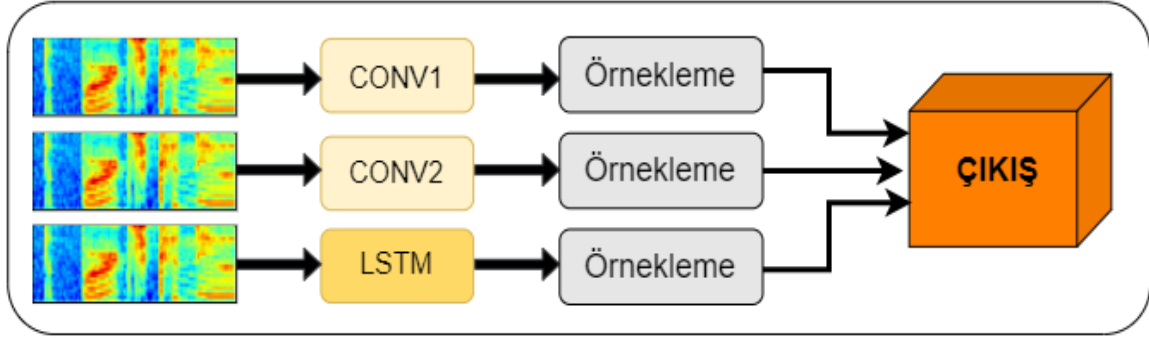 CONV1
Örnekleme
CONV2
Örnekleme
ÇIKIŞ
LSTM
Örnekleme